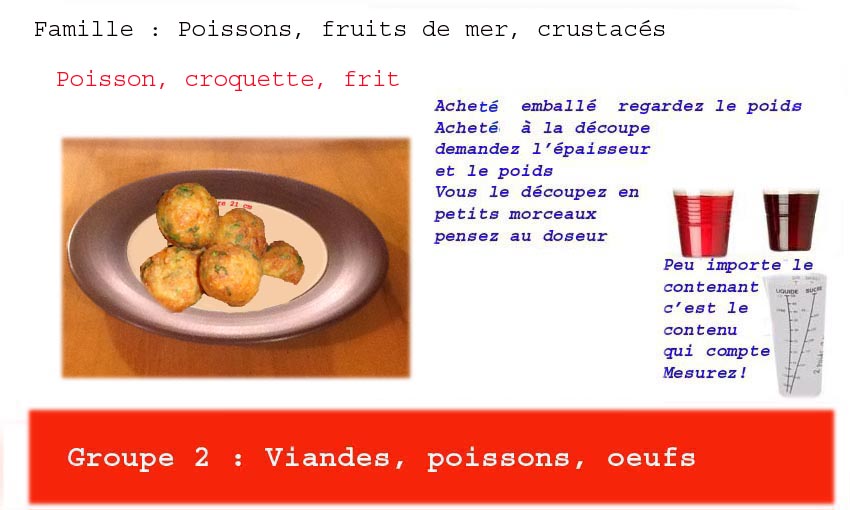 Famille : Poissons, fruits de mer, crustacés
Poisson, croquette, frit
Acheté emballé regardez le poids
Acheté à la découpe
demandez l'épaisseur
et le poids
Vous le découpez en
petits morceaux
pensez au doseur
21 cm
Peu importe le
contenant
c'est le
contenu
qui compte
Mesurez!
LIQUIDE SUCRE
Groupe 2 : Viandes, poissons, oeufs